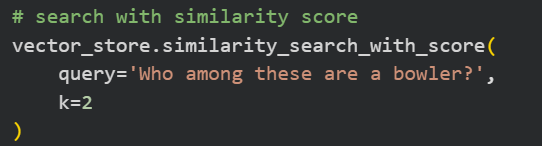 # search with similarity score
vector_store.similarity_search_with_score(
    query='Who among these are a bowler?',
    k=2
)